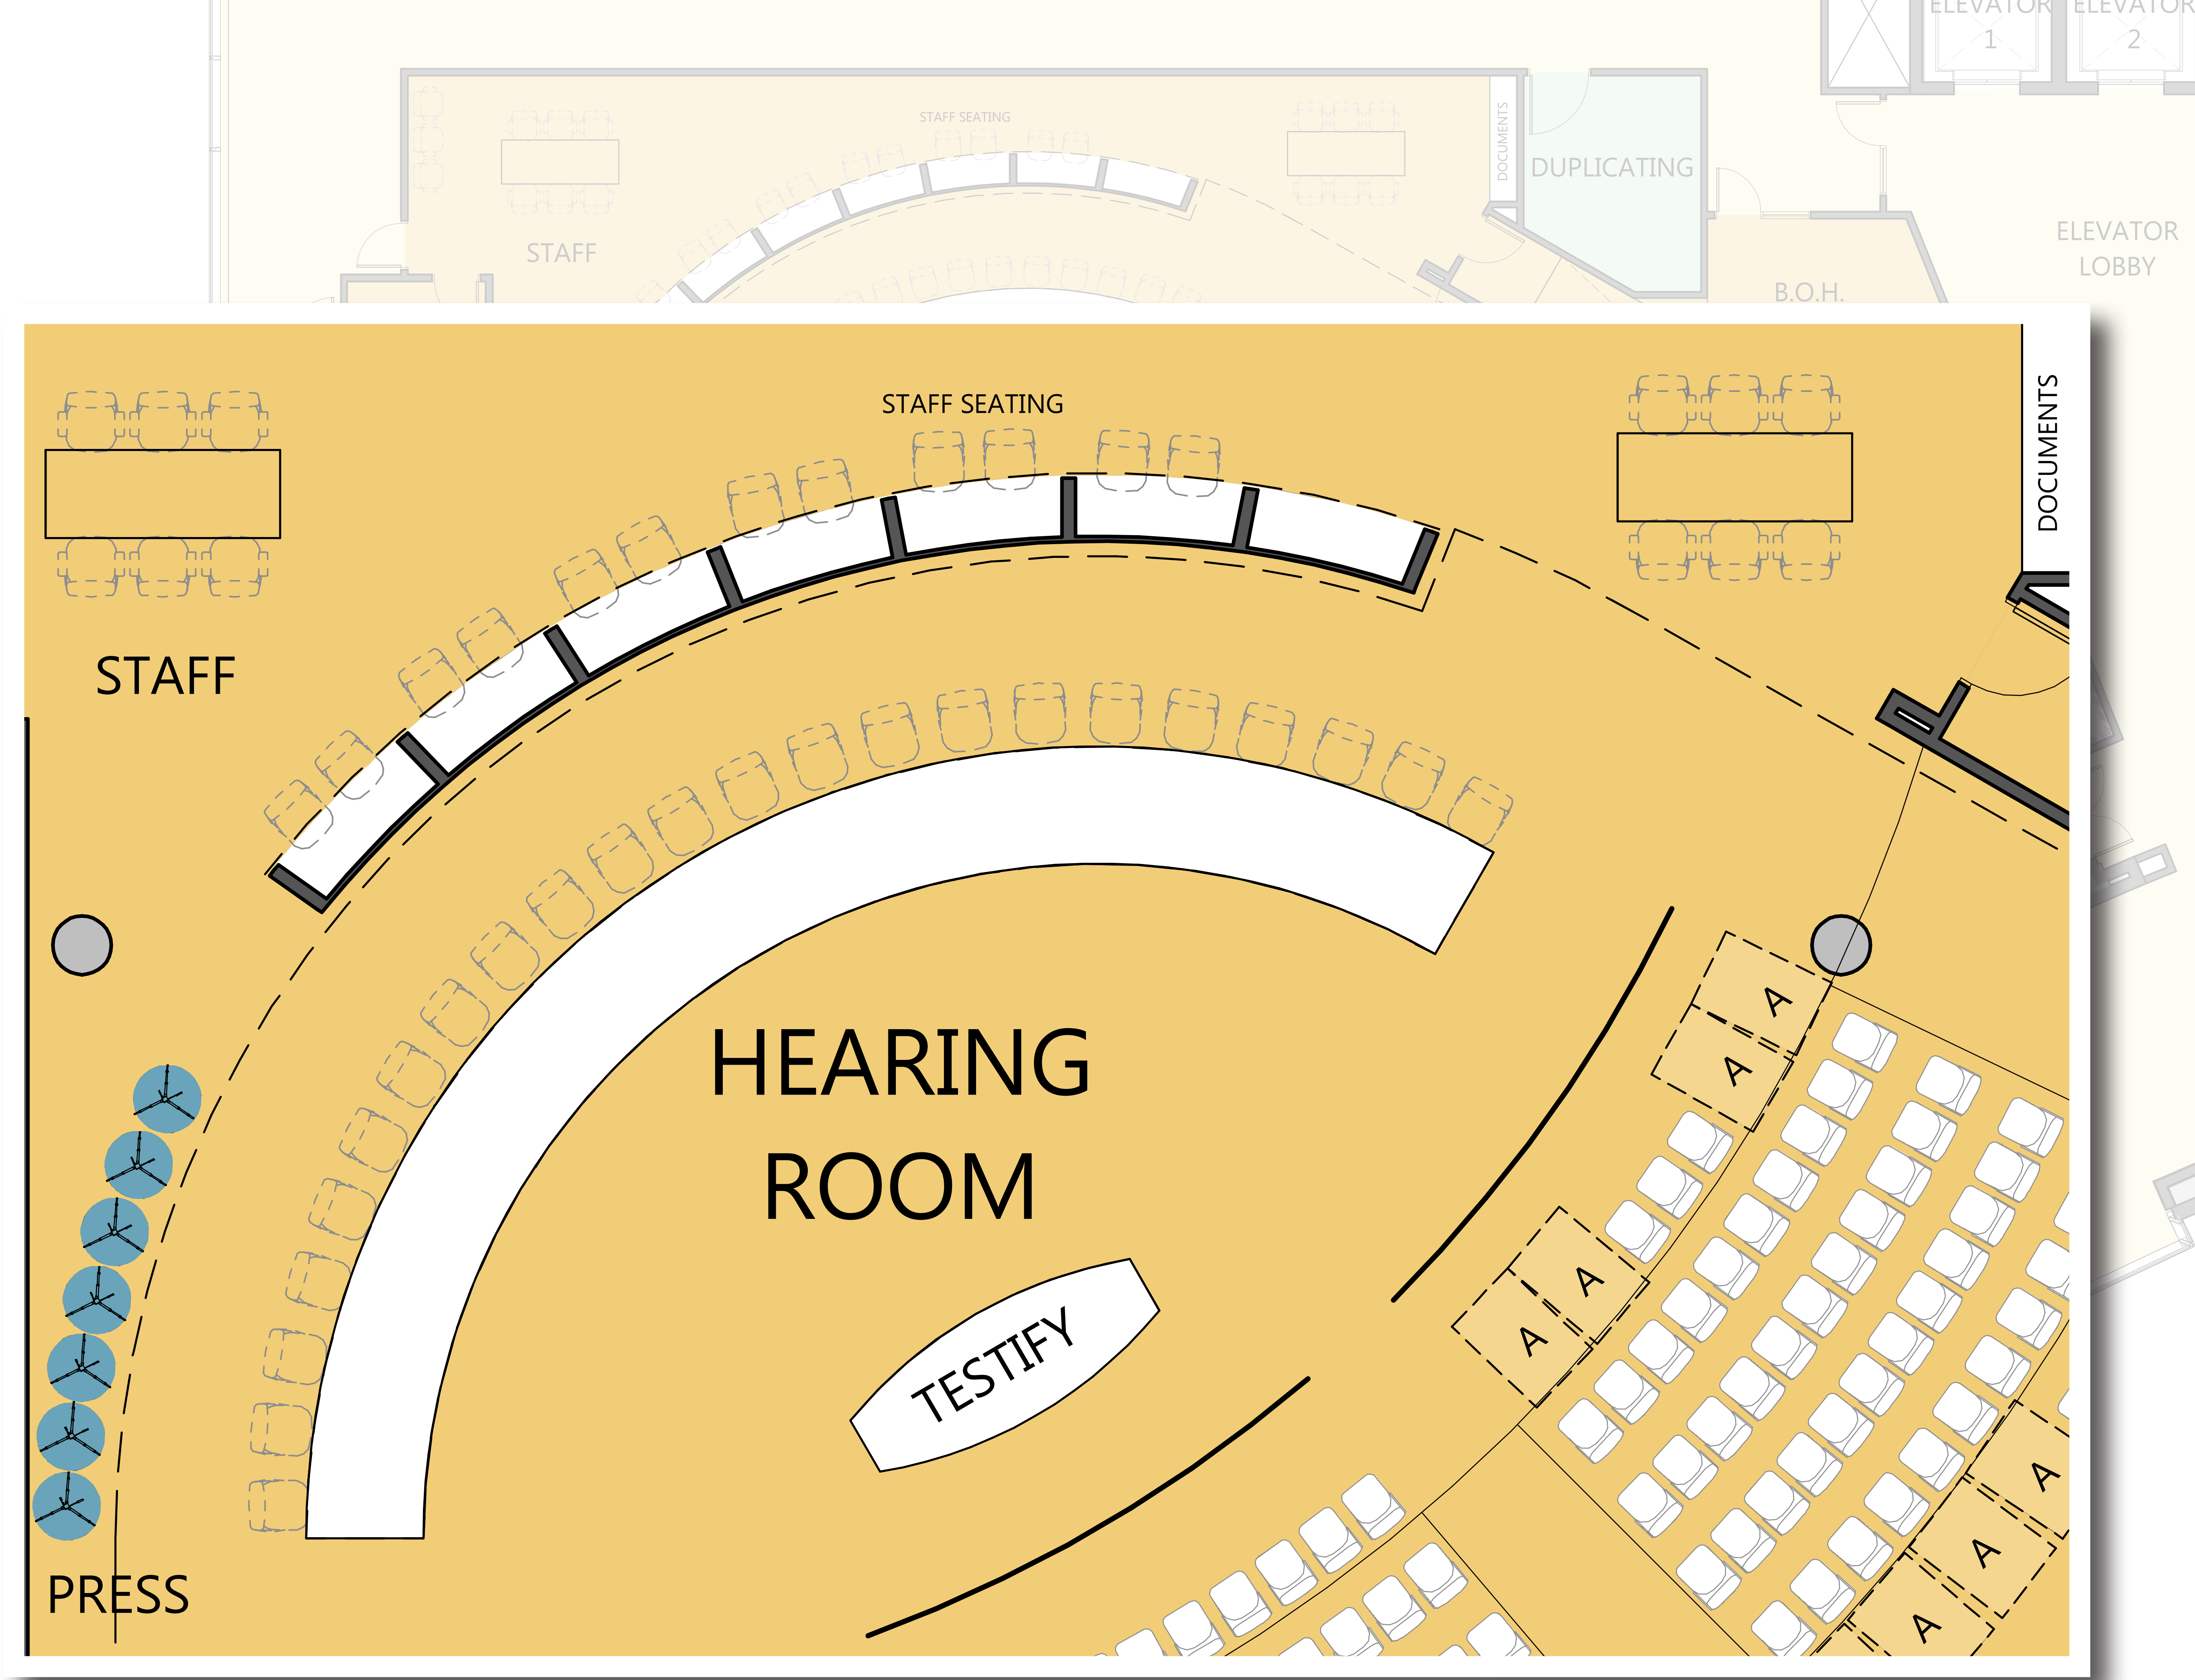 ELEVATOR
1
ELEVATOR
2
STAFF SEATING
DOCUMENTS
DUPLICATING
STAFF
ELEVATOR
LOBBY
B.O.H.
STAFF SEATING
DOCUMENTS
STAFF
HEARING
ROOM
A
A
A
A
TESTIFY
A
A
A
PRESS